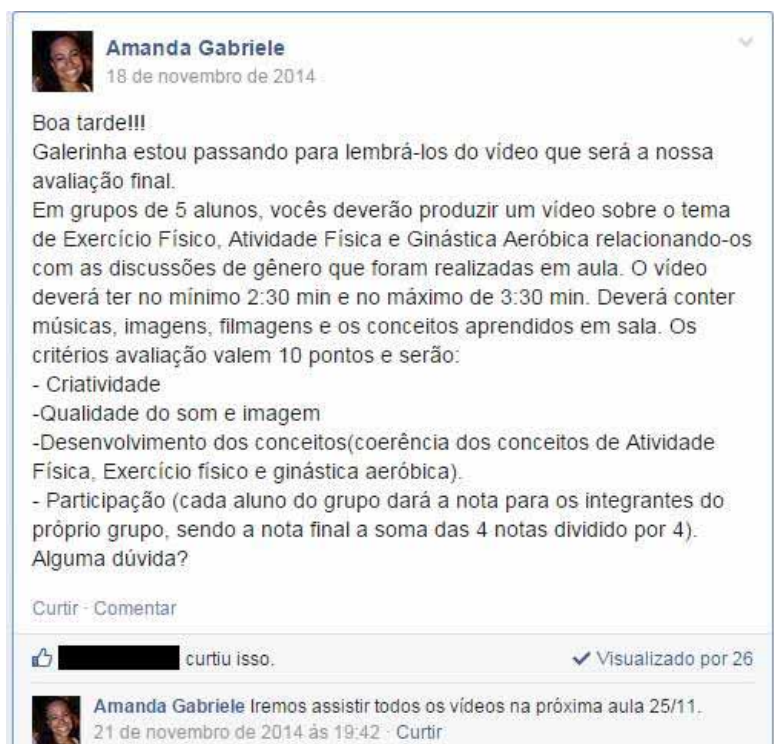 Amanda Gabriele
18 de novembro de 2014
Boa tarde!!!
Galerinha estou passando para lembrá-los do vídeo que será a nossa
avaliação final.
Em grupos de 5 alunos, vocês deverão produzir um vídeo sobre o tema
de Exercício Físico, Atividade Física e Ginástica Aeróbica relacionando-os
com as discussões de gênero que foram realizadas em aula. O vídeo
deverá ter no mínimo 2:30 min e no máximo de 3:30 min. Deverá conter
músicas, imagens, filmagens e os conceitos aprendidos em sala. Os
critérios avaliação valem 10 pontos e serão:
- Criatividade
-Qualidade do som e imagem
-Desenvolvimento dos conceitos(coerência dos conceitos de Atividade
Física, Exercício físico e ginástica aeróbica).
- Participação (cada aluno do grupo dará a nota para os integrantes do
próprio grupo, sendo a nota final a soma das 4 notas dividido por 4).
Alguma dúvida?
Curtir · Comentar
curtiu isso. Visualizado por 26
Amanda Gabriele Iremos assistir todos os vídeos na próxima aula 25/11.
21 de novembro de 2014 às 19:42 · Curtir